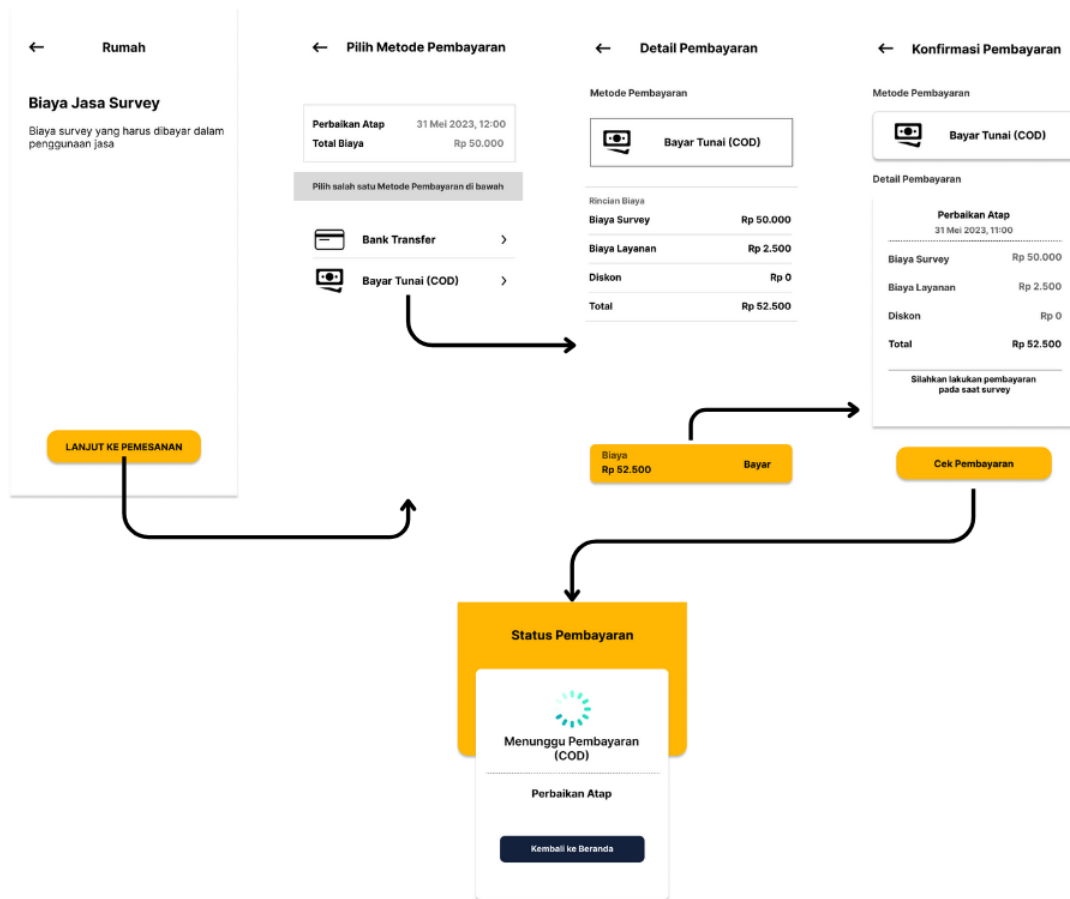 Rumah
Biaya Jasa Survey
Biaya survey yang harus dibayar dalam
penggunaan jasa
LANJUT KE PEMESANAN
Pilih Metode Pembayaran
Perbaikan Atap 31 Mei 2023, 12:00
Total Biaya Rp 50.000
Pilih salah satu Metode Pembayaran di bawah
Bank Transfer
Bayar Tunai (COD)
Detail Pembayaran
Metode Pembayaran
Bayar Tunai (COD)
Rincian Biaya
Biaya Survey Rp 50.000
Biaya Layanan Rp 2.500
Diskon Rp 0
Total Rp 52.500
Biaya
Rp 52.500 Bayar
Konfirmasi Pembayaran
Metode Pembayaran
Bayar Tunai (COD)
Detail Pembayaran
Perbaikan Atap
31 Mei 2023, 11:00
Biaya Survey Rp 50.000
Biaya Layanan Rp 2.500
Diskon Rp 0
Total Rp 52.500
Silahkan lakukan pembayaran
pada saat survey
Cek Pembayaran
Status Pembayaran
Menunggu Pembayaran
(COD)
Perbaikan Atap
Kembali ke Beranda